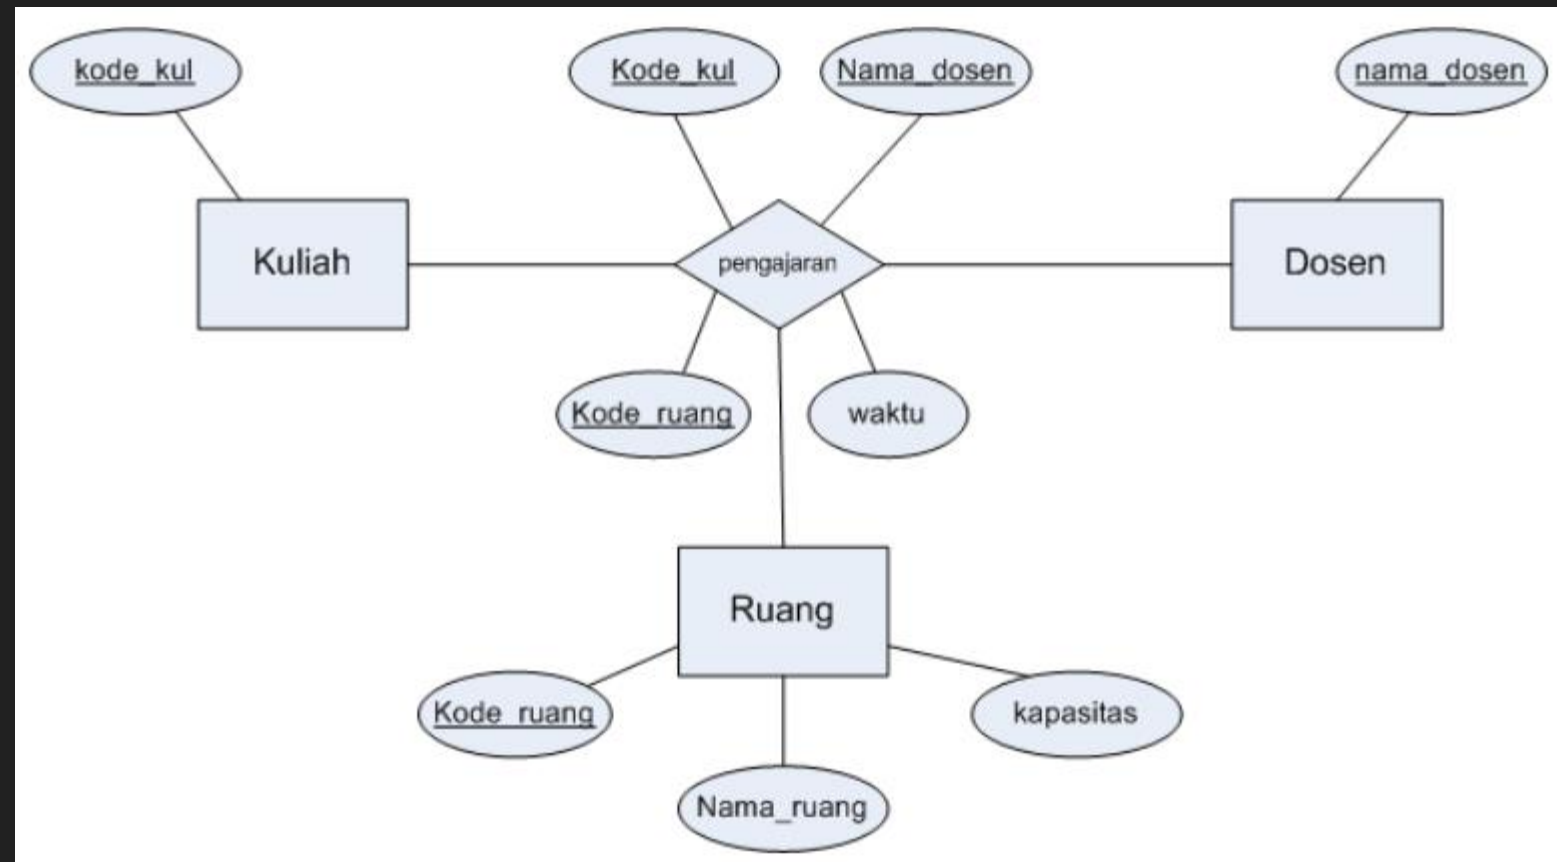 kode_kul
Kode_kul
Nama_dosen
nama_dosen
Kuliah
pengajaran
Dosen
Kode_ruang
waktu
Ruang
Kode_ruang
kapasitas
Nama_ruang